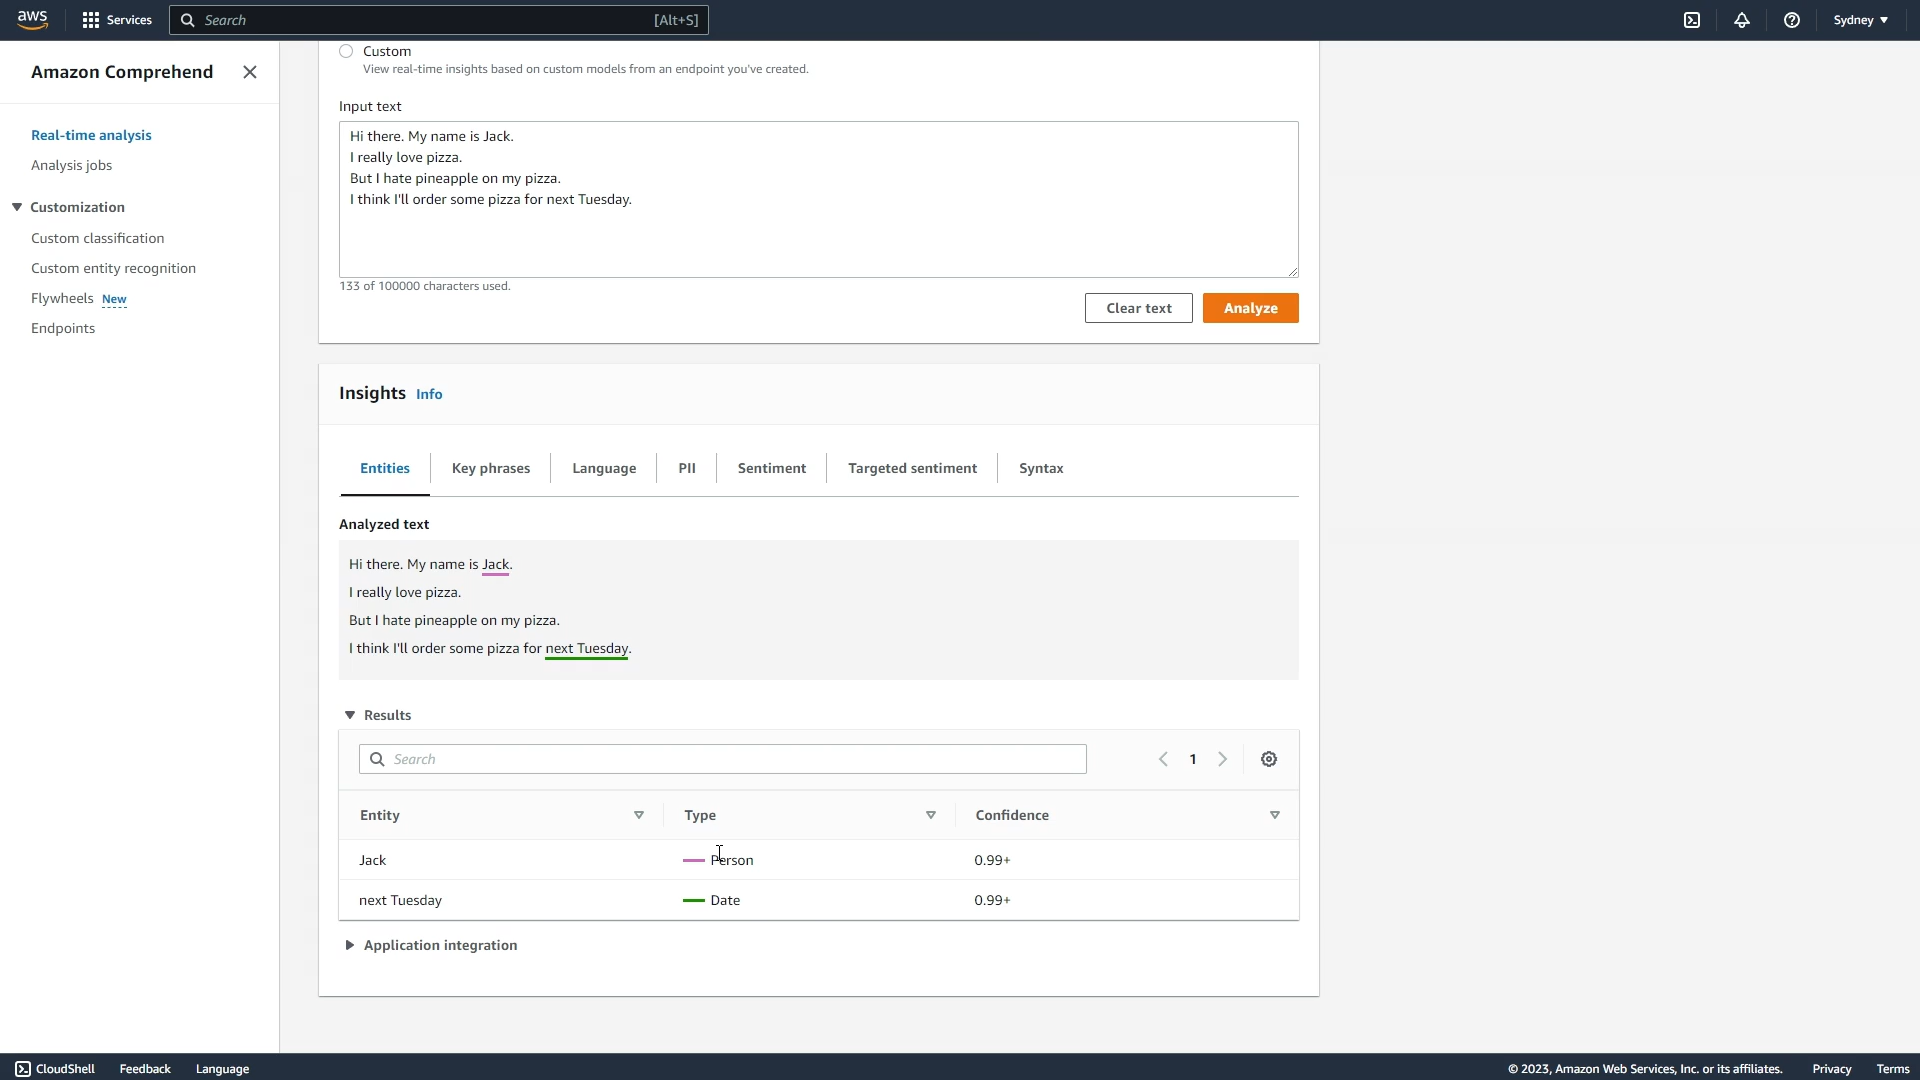 aws
Services
Search
[Alt+S]
Sydney
Amazon Comprehend
Real-time analysis
Analysis jobs
Customization
Custom classification
Custom entity recognition
Flywheels New
Endpoints
Custom
View real-time insights based on custom models from an endpoint you've created.
Input text
Hi there. My name is Jack.
I really love pizza.
But I hate pineapple on my pizza.
I think I'll order some pizza for next Tuesday.
133 of 100000 characters used.
Clear text
Analyze
Insights Info
Entities
Key phrases
Language
PII
Sentiment
Targeted sentiment
Syntax
Analyzed text
Hi there. My name is Jack.
I really love pizza.
But I hate pineapple on my pizza.
I think I'll order some pizza for next Tuesday.
Results
Search
1
Entity Type Confidence
Jack Person 0.99+
next Tuesday Date 0.99+
Application integration
CloudShell Feedback Language
© 2023, Amazon Web Services, Inc. or its affiliates. Privacy Terms